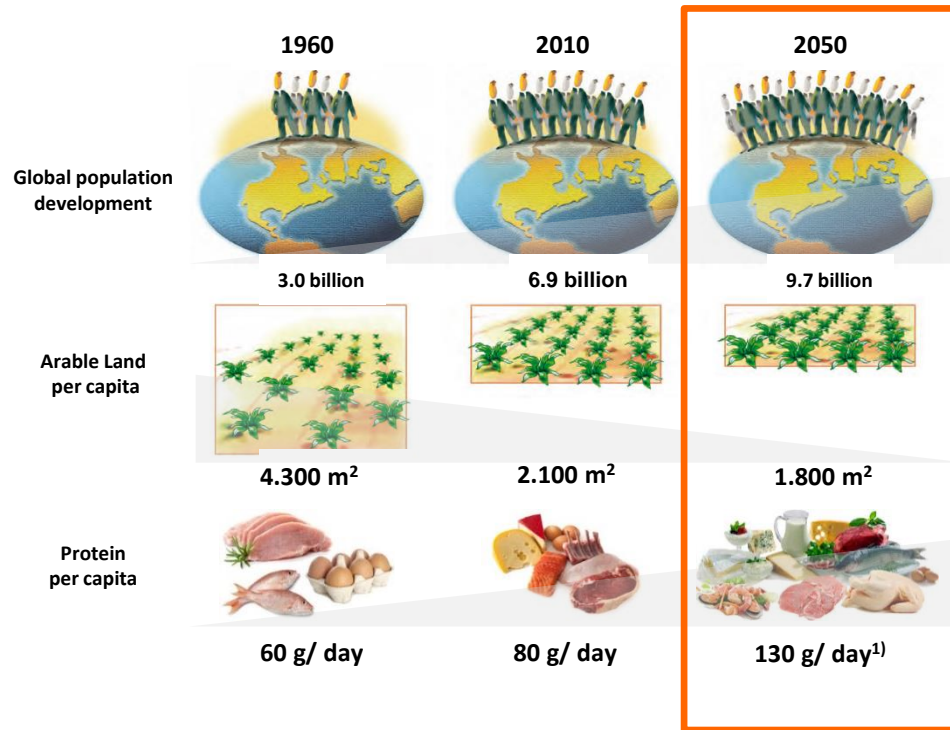 1960
2010
2050
Global population
development
3.0 billion
6.9 billion
9.7 billion
Arable Land
per capita
4.300 m²
2.100 m²
1.800 m²
Protein
per capita
60 g/ day
80 g/day
130 g/day¹⁾